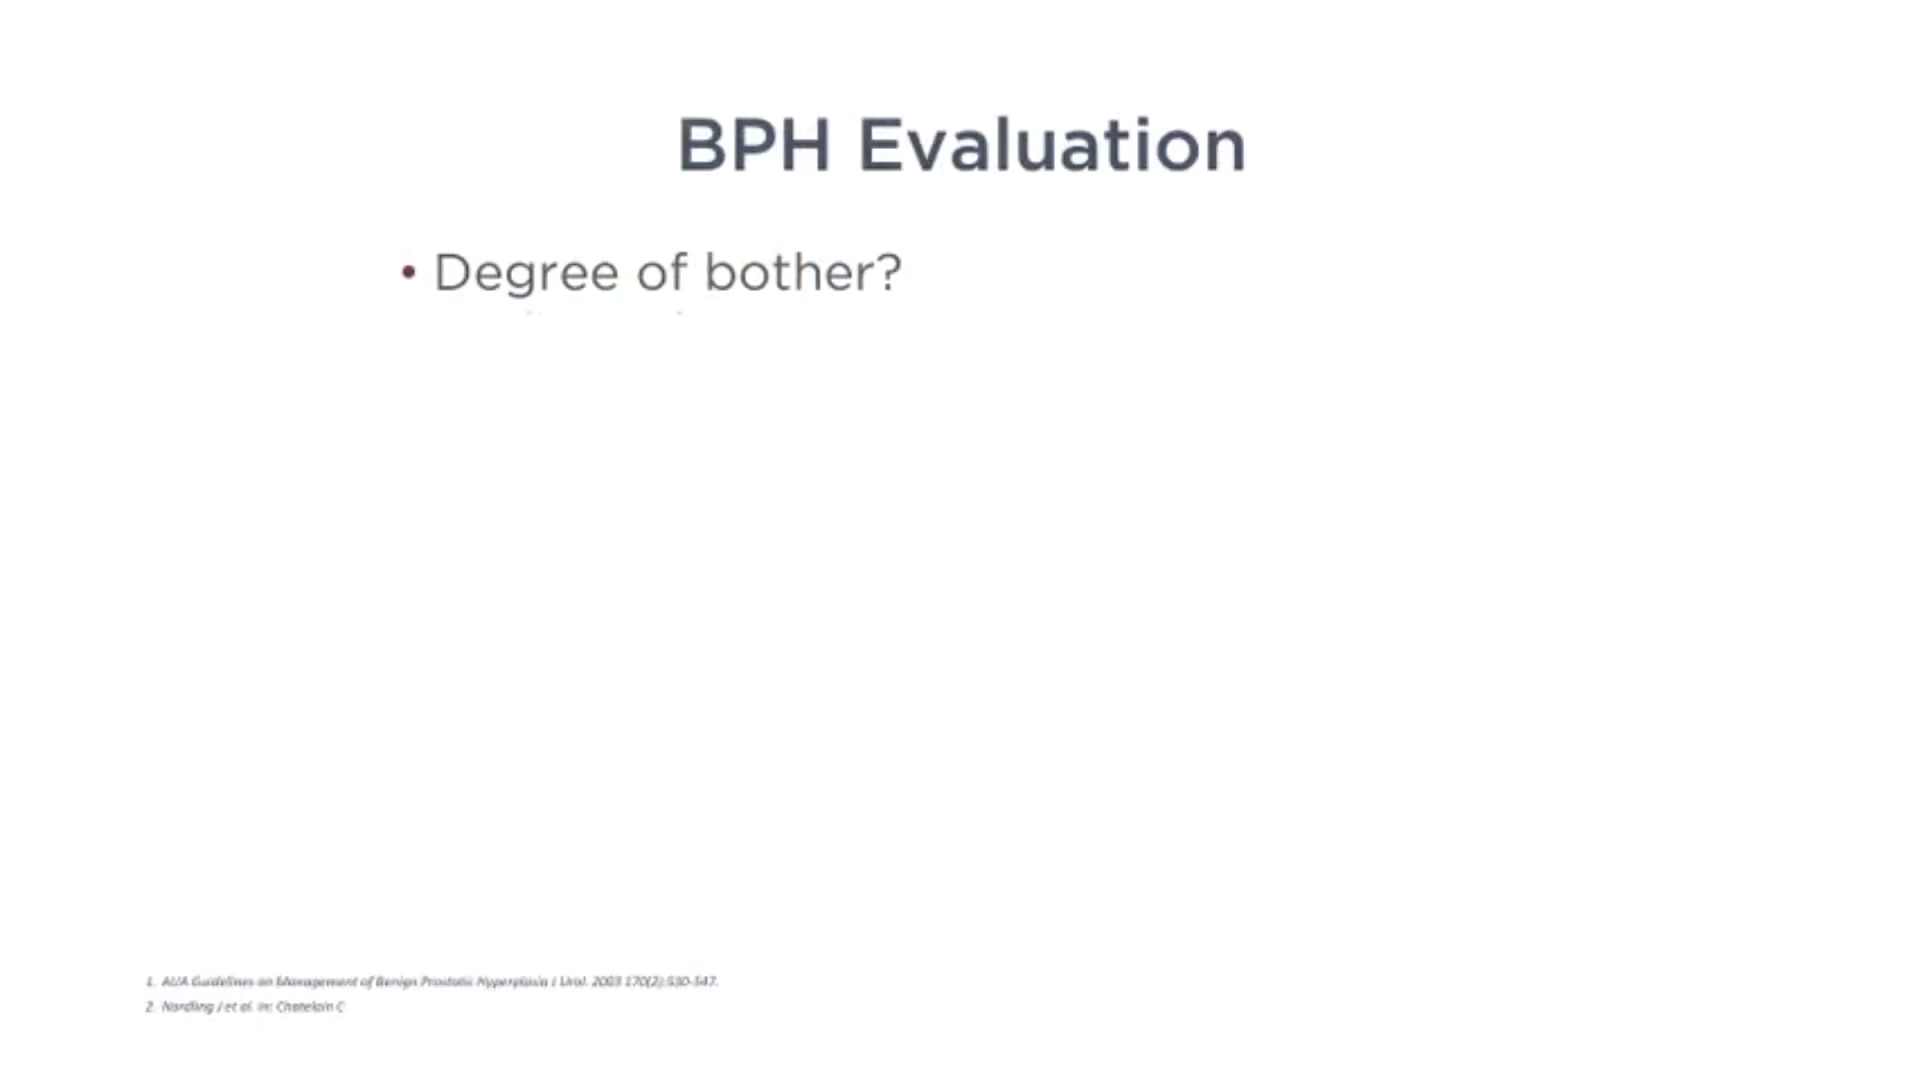 BPH Evaluation
• Degree of bother?
1. AUA Guidelines on Management of Benign Prostatic Hyperplasia J Urol. 2003 170(2):530-547.
2. Nordling J et al. In: Chatelain C